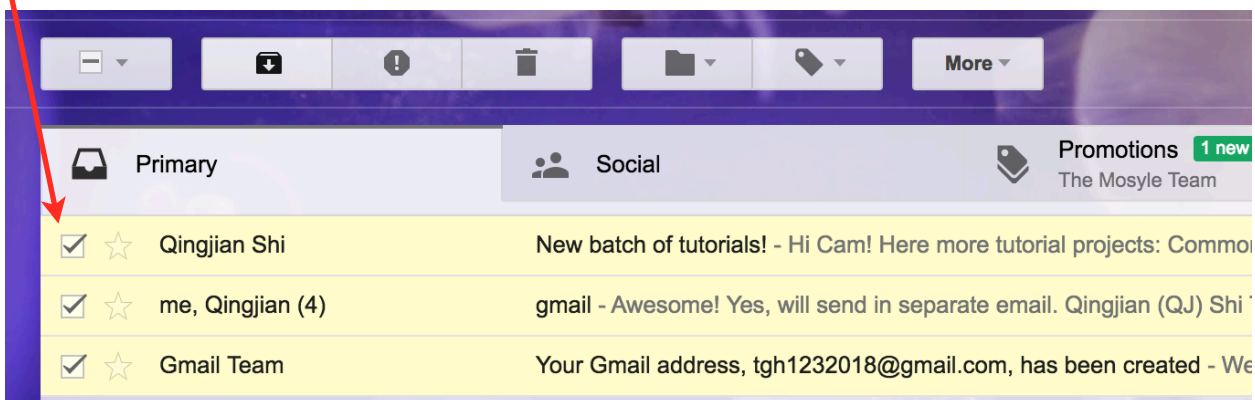 More
Primary
Social
Promotions 1 new
The Mosyle Team
Qingjian Shi New batch of tutorials! - Hi Cam! Here more tutorial projects: Common
me, Qingjian (4) gmail - Awesome! Yes, will send in separate email. Qingjian (QJ) Shi
Gmail Team Your Gmail address, tgh1232018@gmail.com, has been created - We